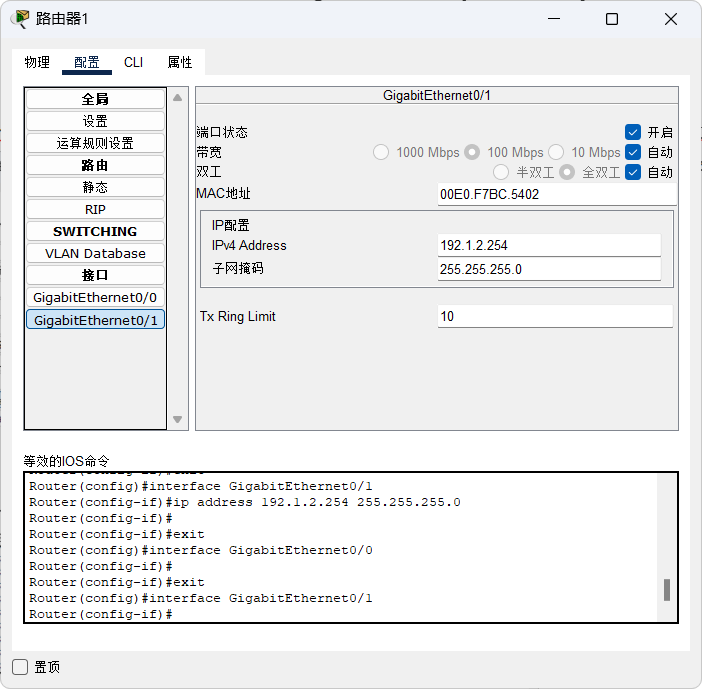 路由器1
物理 配置 CLI 属性
全局
设置
运算规则设置
路由
静态
RIP
SWITCHING
VLAN Database
接口
GigabitEthernet0/0
GigabitEthernet0/1
GigabitEthernet0/1
端口状态 开启
带宽 1000 Mbps 100 Mbps 10 Mbps 自动
双工 半双工 全双工 自动
MAC地址 00E0.F7BC.5402
IP配置
IPv4 Address 192.1.2.254
子网掩码 255.255.255.0
Tx Ring Limit 10
等效的IOS命令
Router(config-if)#exit
Router(config)#interface GigabitEthernet0/1
Router(config-if)#ip address 192.1.2.254 255.255.255.0
Router(config-if)#
Router(config-if)#exit
Router(config)#interface GigabitEthernet0/0
Router(config-if)#
Router(config-if)#exit
Router(config)#interface GigabitEthernet0/1
Router(config-if)#
置顶